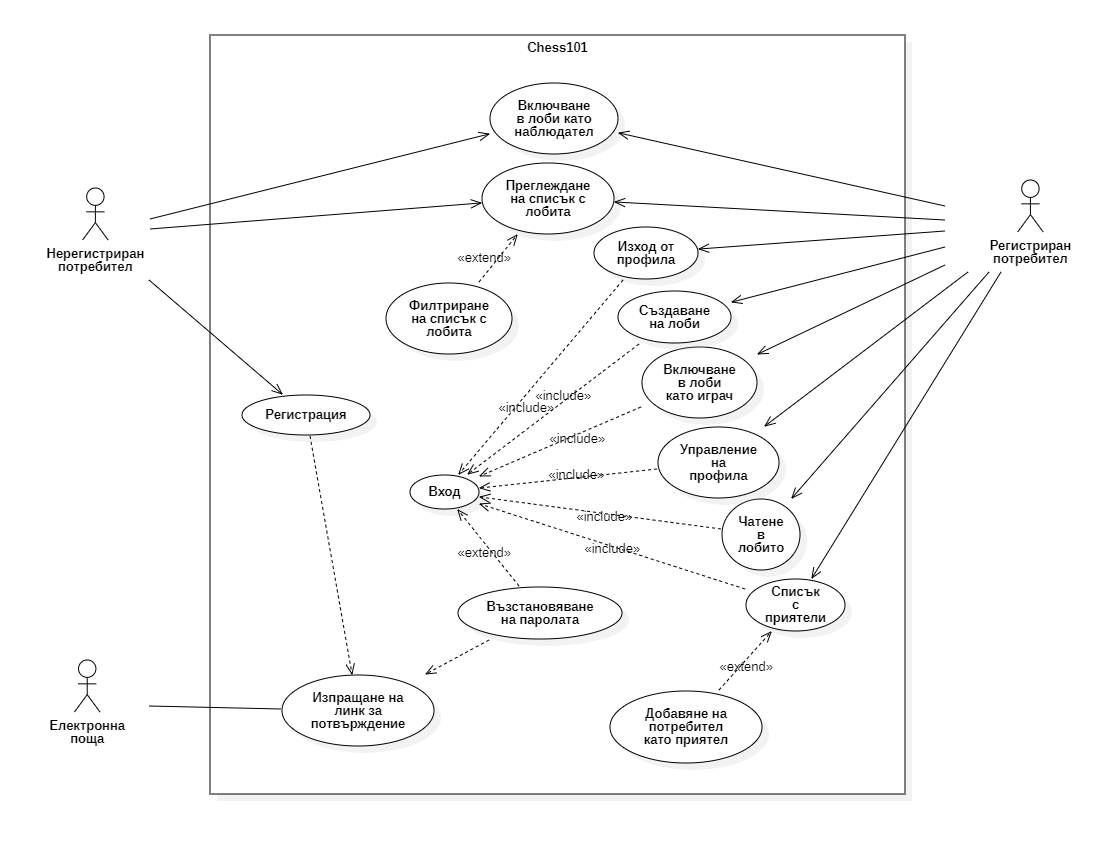 Chess101
Включване
в лоби като
наблюдател
Преглеждане
на списък с
лобита
Нерегистриран
потребител
Регистриран
потребител
Изход от
профила
«extend»
Филтриране
на списък с
лобита
Създаване
на лоби
Включване
в лоби
като играч
«include»
«include»
Регистрация
«include»
Управление
на
профила
«include»
Вход
«include»
Чатене
в
лобито
«include»
«extend»
Списък
с
приятели
Възстановяване
на паролата
«extend»
Изпращане на
линк за
потвърждение
Добавяне на
потребител
като приятел
Електронна
поща